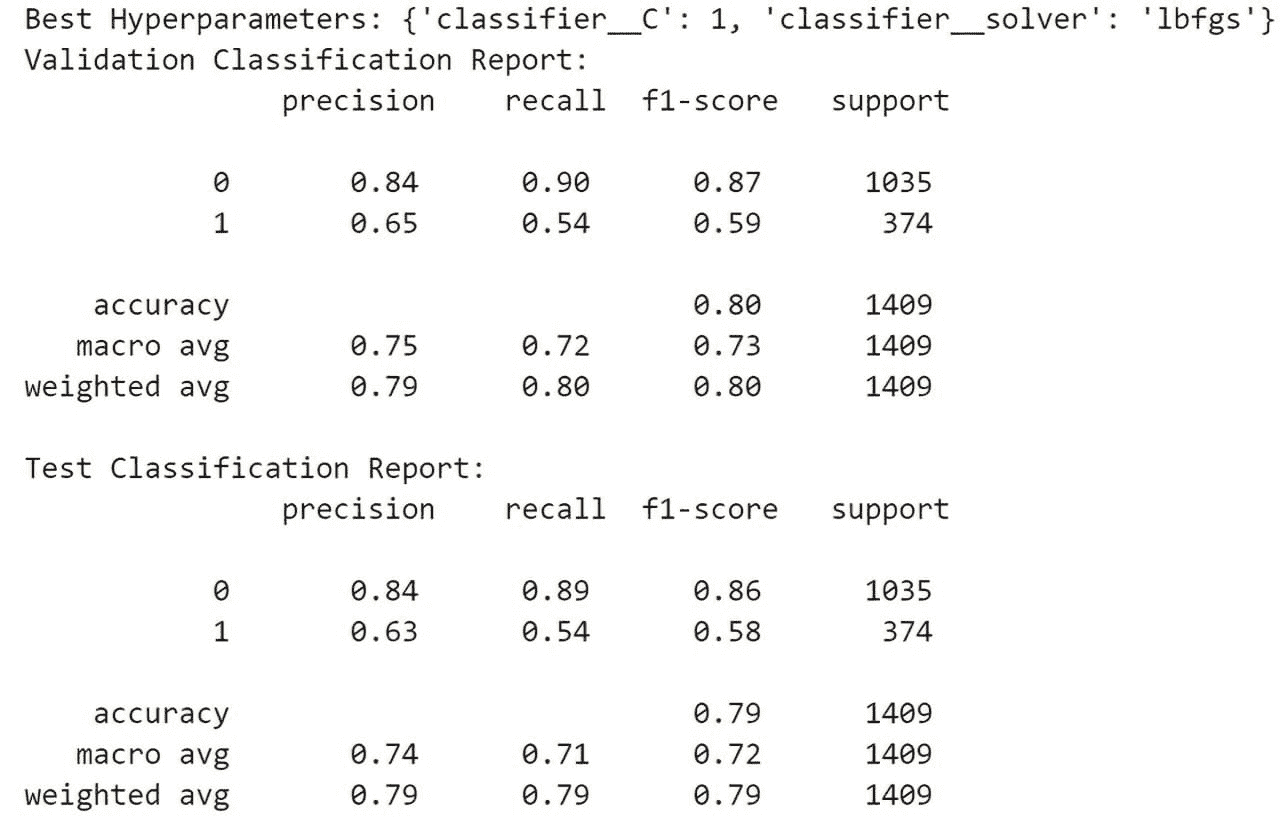 Best Hyperparameters: {'classifier__C': 1, 'classifier__solver': 'lbfgs'}
Validation Classification Report:
              precision    recall  f1-score   support

           0       0.84      0.90      0.87      1035
           1       0.65      0.54      0.59       374

    accuracy                           0.80      1409
   macro avg       0.75      0.72      0.73      1409
weighted avg       0.79      0.80      0.80      1409

Test Classification Report:
              precision    recall  f1-score   support

           0       0.84      0.89      0.86      1035
           1       0.63      0.54      0.58       374

    accuracy                           0.79      1409
   macro avg       0.74      0.71      0.72      1409
weighted avg       0.79      0.79      0.79      1409